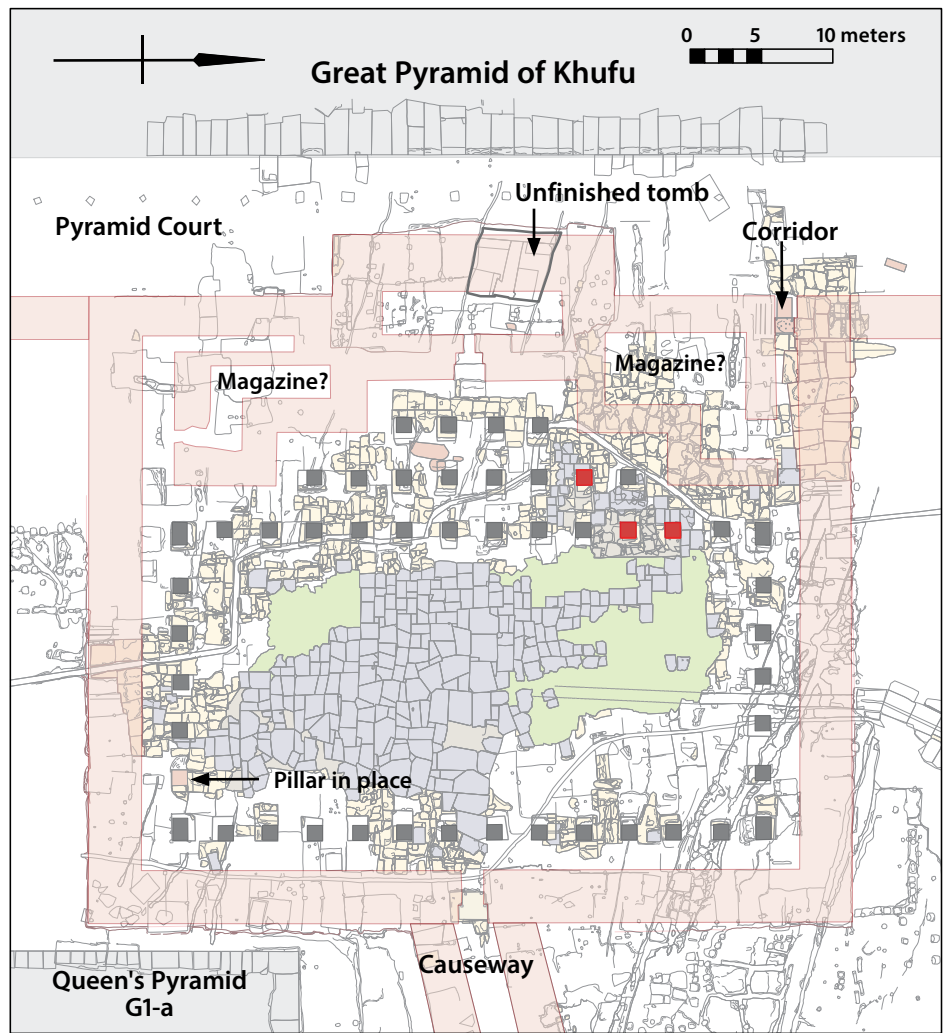 0 5 10 meters
Great Pyramid of Khufu
Unfinished tomb
Pyramid Court
Corridor
Magazine?
Magazine?
Pillar in place
Causeway
Queen's Pyramid
G1-a